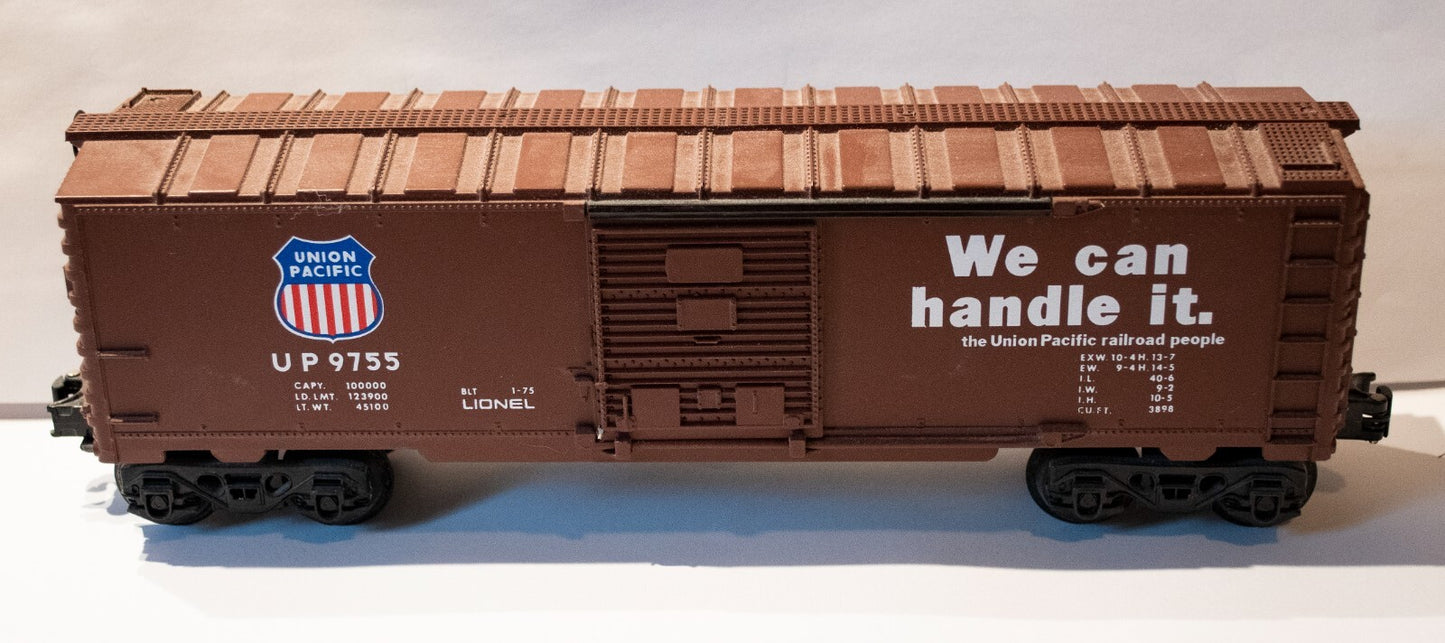 UNION
PACIFIC
UP 9755
CAPY. 100000
LD. LMT. 123900
LT. WT. 45100
BLT 1-75
LIONEL
We can
handle it.
the Union Pacific railroad people
EXW. 10-4 H. 13-7
EW. 9-4 H. 14-5
I.L. 40-6
I.W. 9-2
I.H. 10-5
CU.FT. 3898